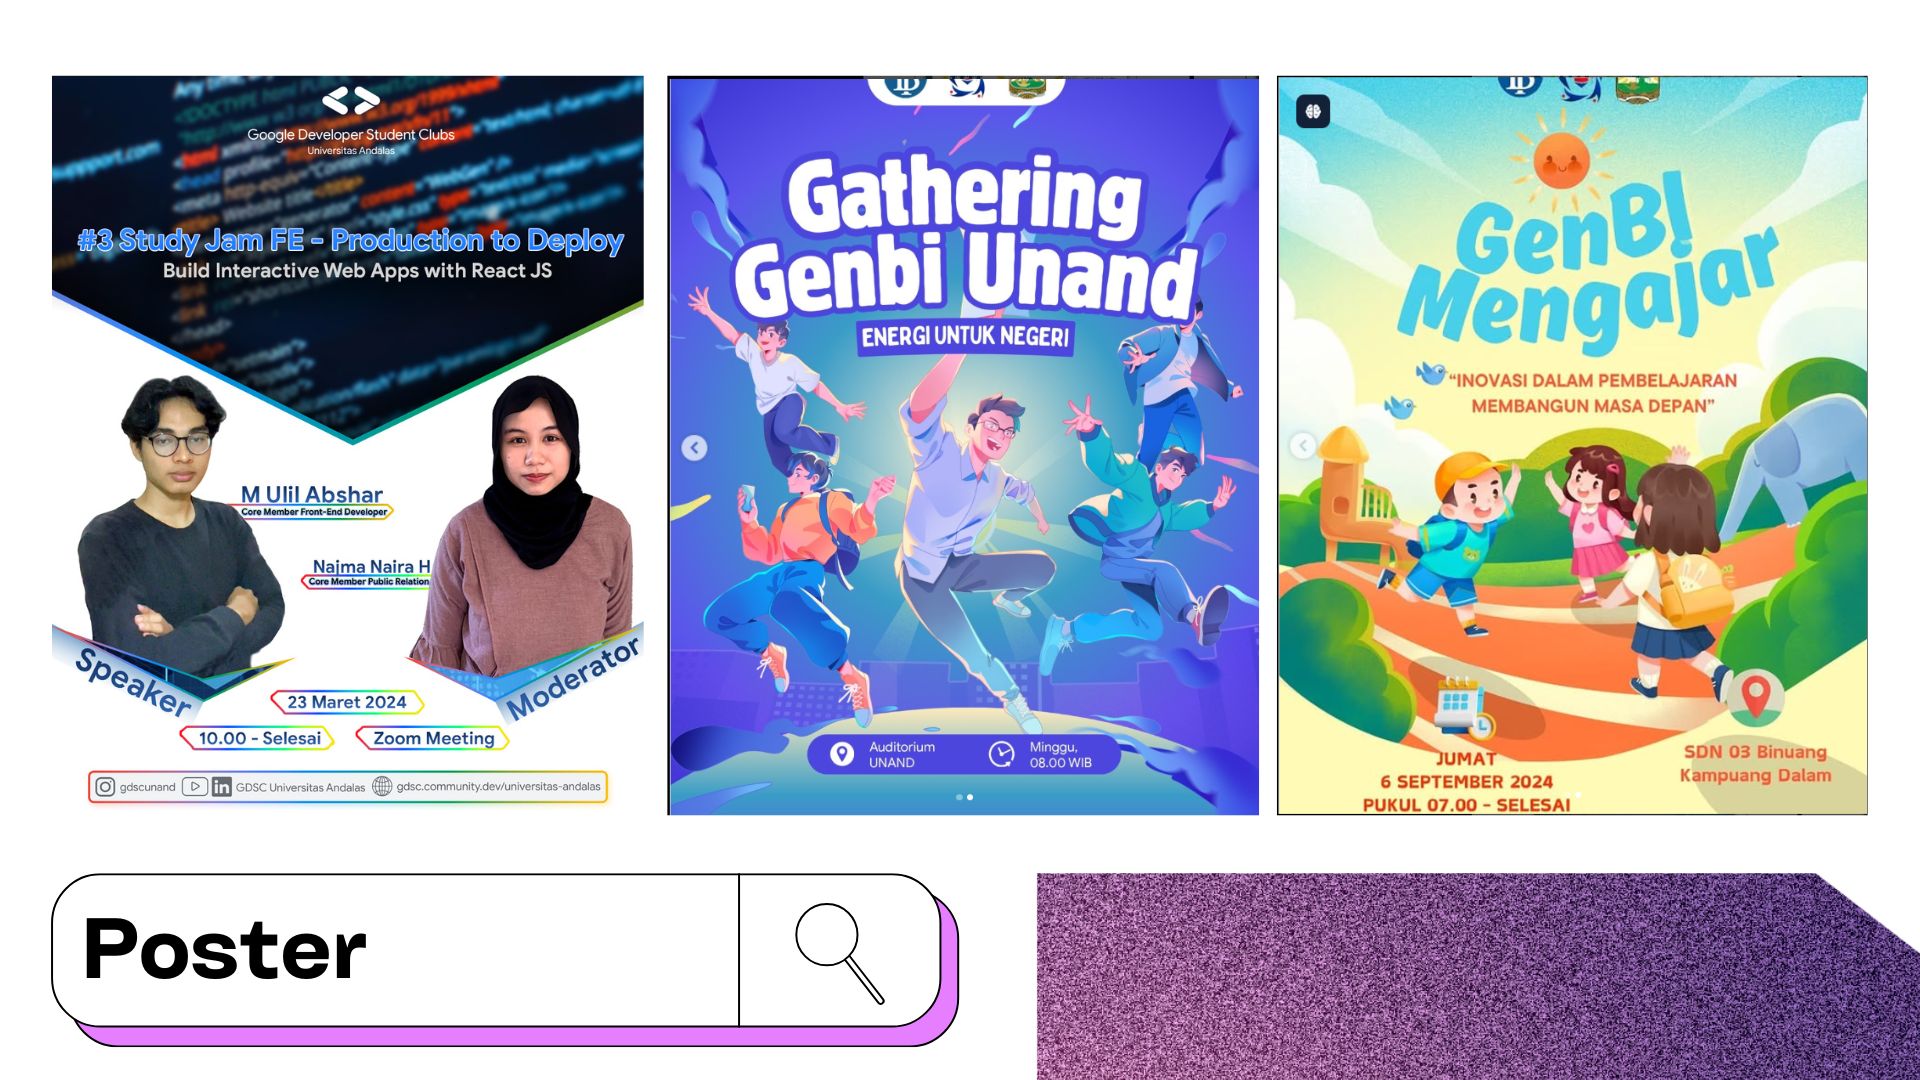 Google Developer Student Clubs
Universitas Andalas
#3 Study Jam FE - Production to Deploy
Build Interactive Web Apps with React JS
M Ulil Abshar
Core Member Front-End Developer
Najma Naira H
Core Member Public Relation
Speaker
Moderator
23 Maret 2024
10.00 - Selesai
Zoom Meeting
gdscunand
GDSC Universitas Andalas
gdsc.community.dev/universitas-andalas
Gathering
Genbi Unand
ENERGI UNTUK NEGERI
Auditorium
UNAND
Minggu,
08.00 WIB
GenBI
Mengajar
"INOVASI DALAM PEMBELAJARAN
MEMBANGUN MASA DEPAN"
JUMAT
6 SEPTEMBER 2024
PUKUL 07.00 - SELESAI
SDN 03 Binuang
Kampuang Dalam
Poster